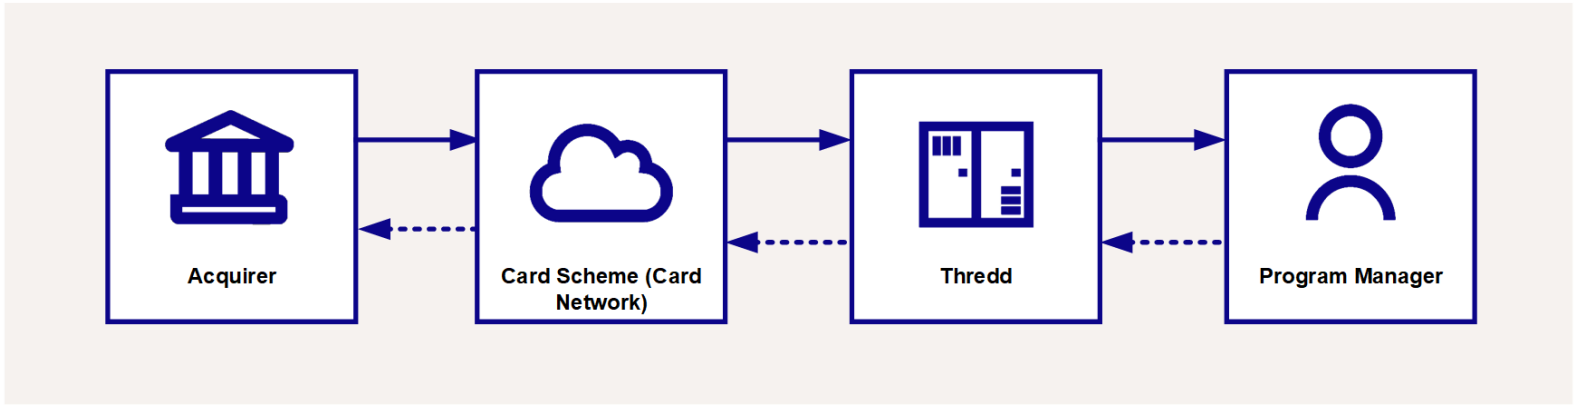 Acquirer
Card Scheme (Card
Network)
Thredd
Program Manager